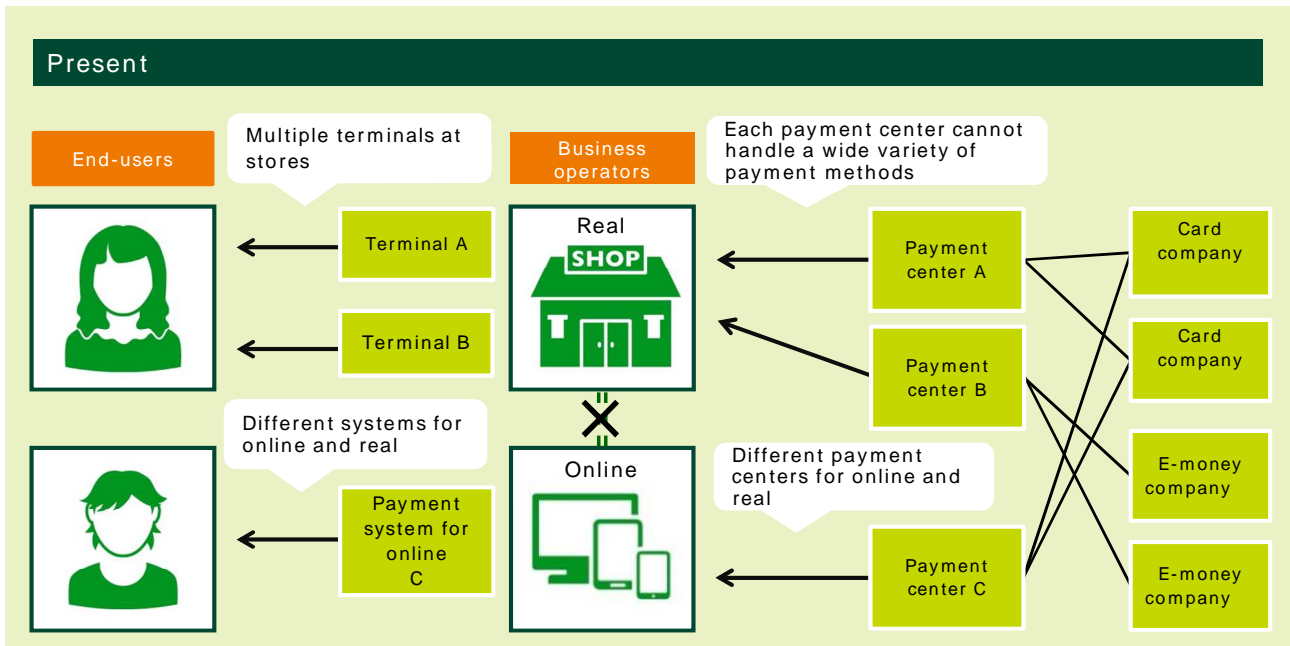 Present
End-users
Multiple terminals at
stores
Business
operators
Each payment center cannot
handle a wide variety of
payment methods
Terminal A
Real
SHOP
Payment
center A
Card
company
Terminal B
Payment
center B
Card
company
Different systems for
online and real
Online
Different payment
centers for online and
real
E-money
company
Payment
system for
online
C
Payment
center C
E-money
company